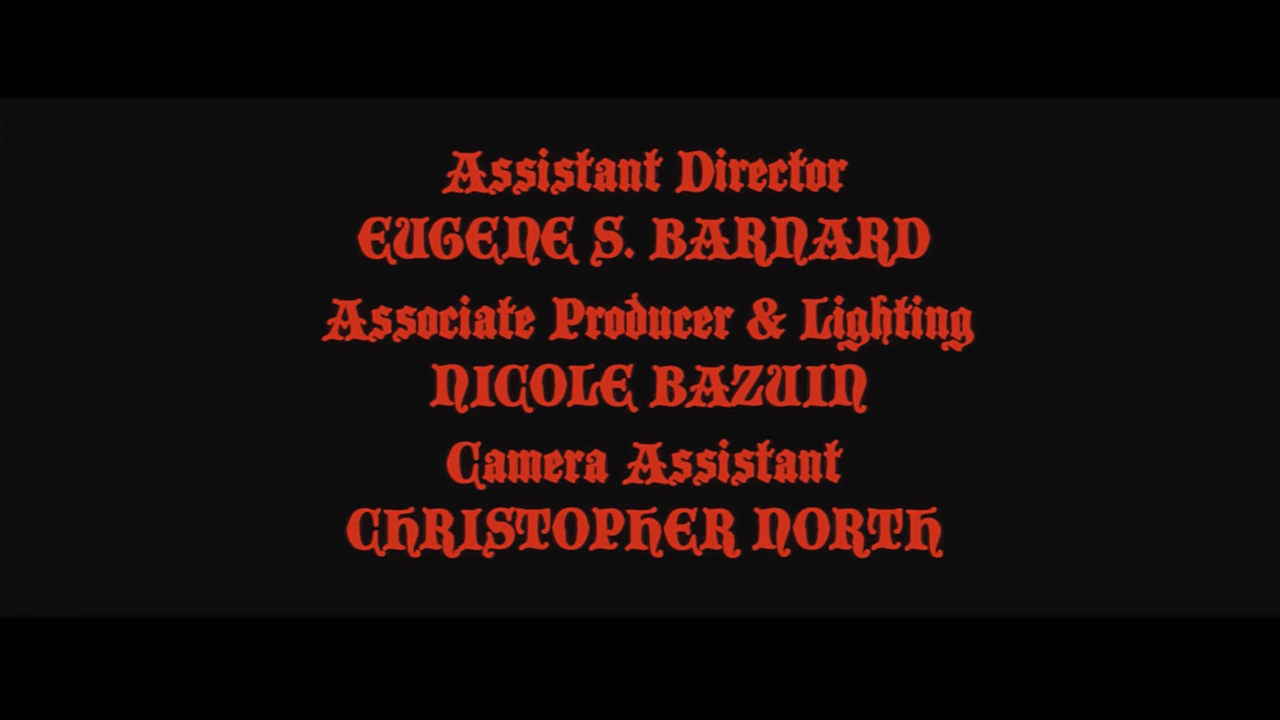 Assistant Director
EUGENE S. BARNARD
Associate Producer & Lighting
NICOLE BAZUIN
Camera Assistant
CHRISTOPHER NORTH